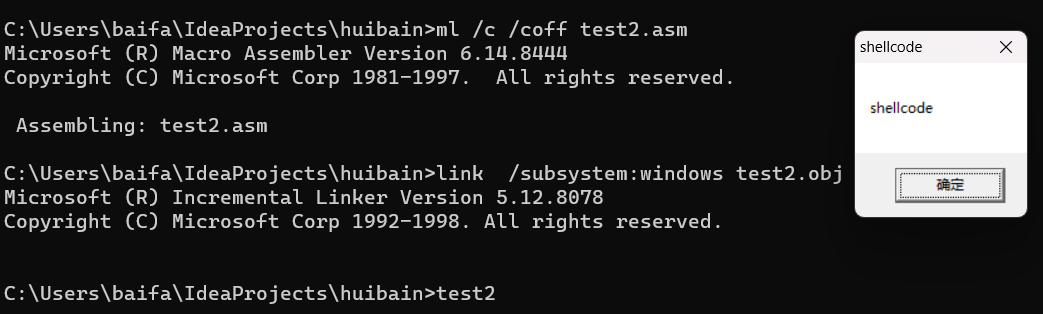 C:\Users\baifa\IdeaProjects\huibain>ml /c /coff test2.asm
Microsoft (R) Macro Assembler Version 6.14.8444
Copyright (C) Microsoft Corp 1981-1997.  All rights reserved.
 Assembling: test2.asm
C:\Users\baifa\IdeaProjects\huibain>link  /subsystem:windows test2.obj
Microsoft (R) Incremental Linker Version 5.12.8078
Copyright (C) Microsoft Corp 1992-1998. All rights reserved.
C:\Users\baifa\IdeaProjects\huibain>test2
shellcode
shellcode
确定